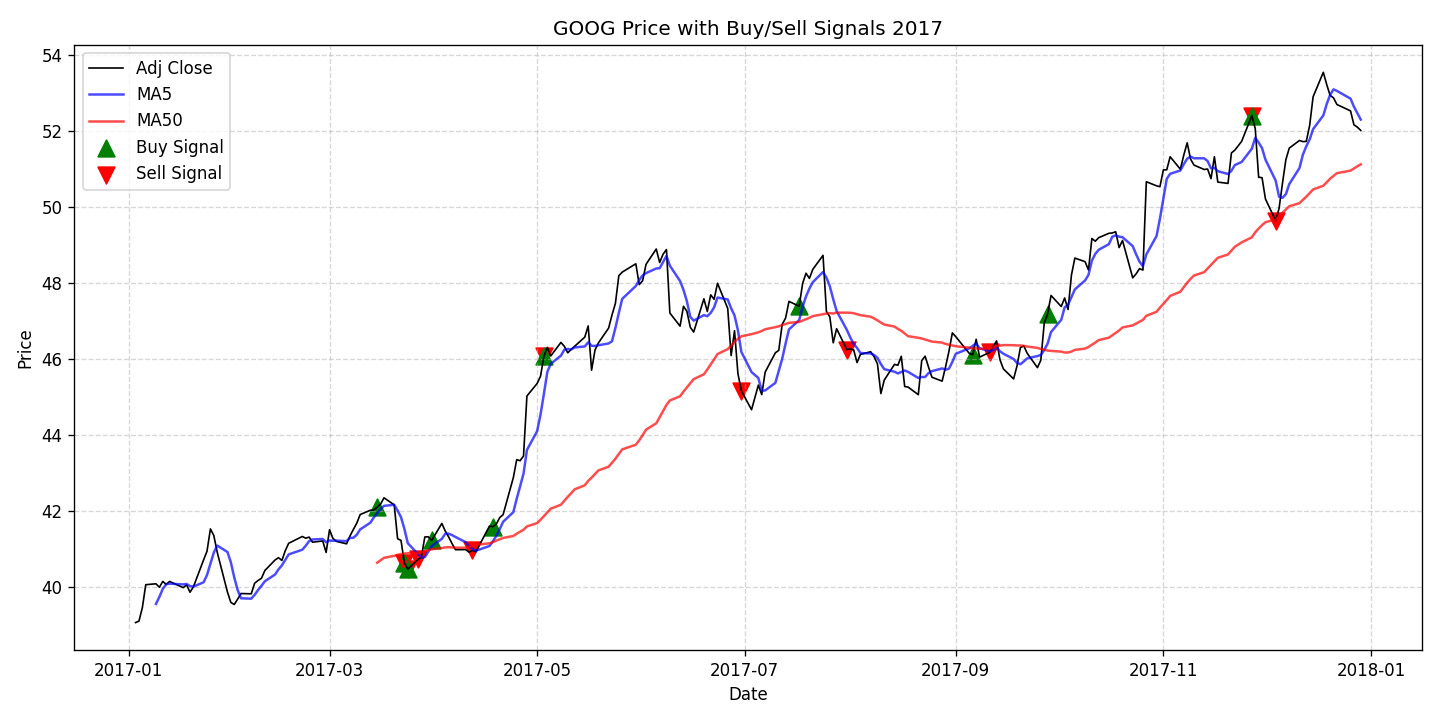 GOOG Price with Buy/Sell Signals 2017
Adj Close
MA5
MA50
Buy Signal
Sell Signal
54
52
50
48
46
44
42
40
Price
2017-01
2017-03
2017-05
2017-07
2017-09
2017-11
2018-01
Date